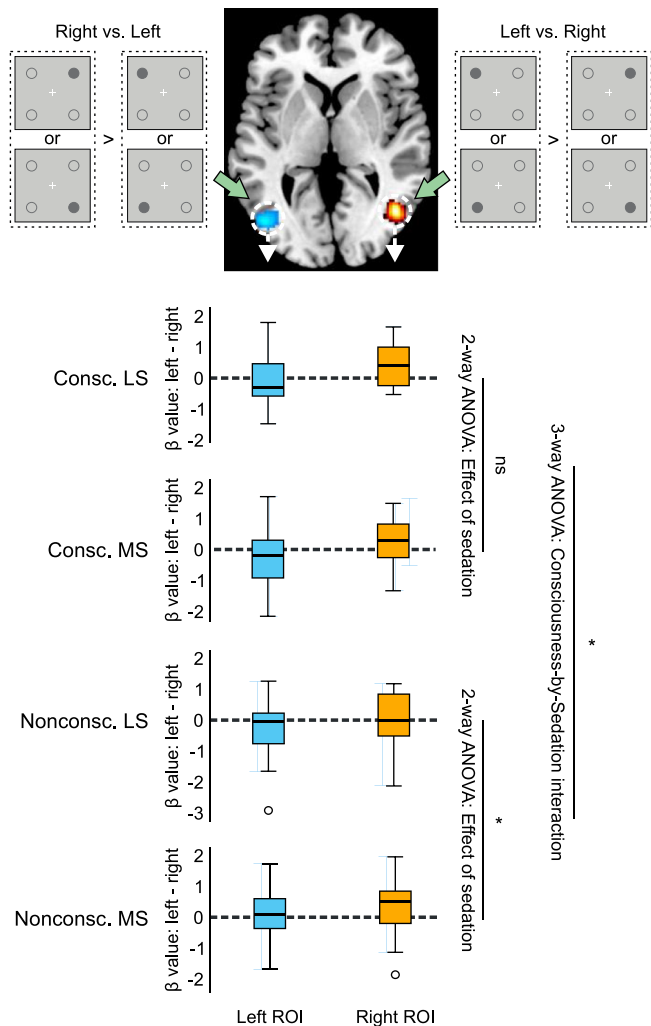 Right vs. Left
Left vs. Right
or
>
or
or
>
or
Consc. LS
β value: left - right
2
1
0
-1
-2
Consc. MS
β value: left - right
2
1
0
-1
-2
2-way ANOVA: Effect of sedation
ns
Nonconsc. LS
β value: left - right
2
1
0
-1
-2
-3
Nonconsc. MS
β value: left - right
2
1
0
-1
-2
2-way ANOVA: Effect of sedation
*
3-way ANOVA: Consciousness-by-Sedation interaction
*
Left ROI
Right ROI